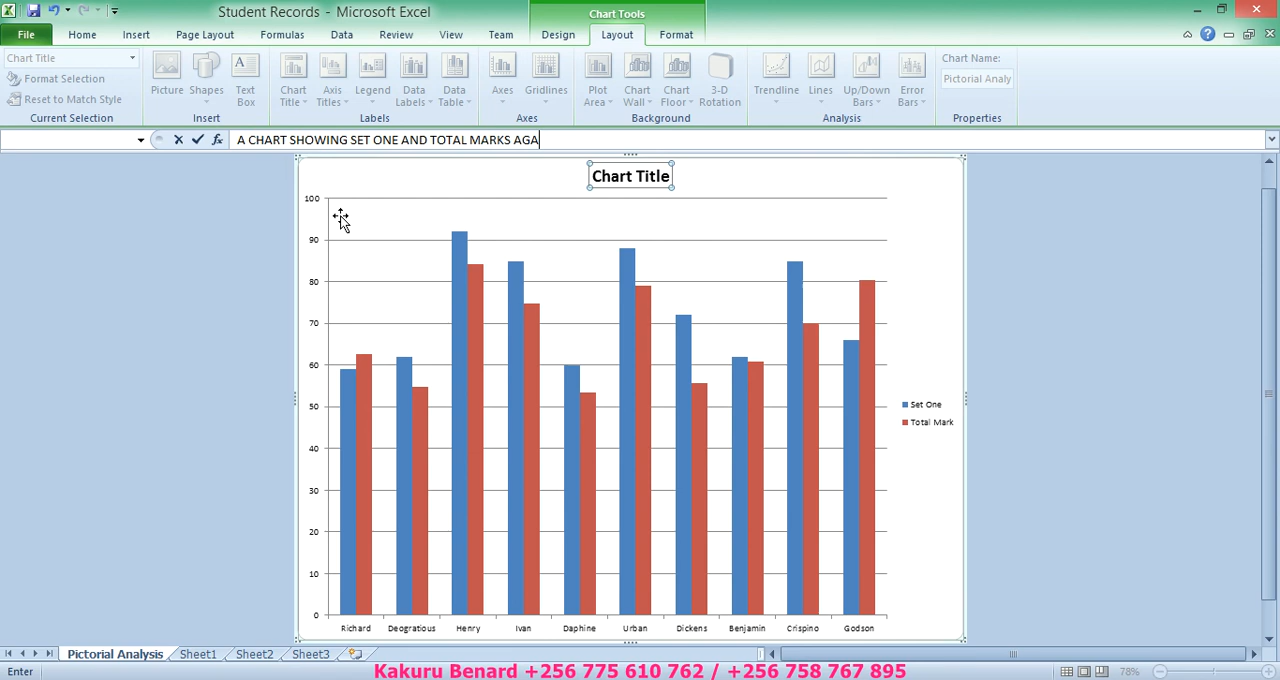 Student Records - Microsoft Excel
Chart Tools
File Home Insert Page Layout Formulas Data Review View Team Design Layout Format
Chart Title
Format Selection
Reset to Match Style
Current Selection
Picture Shapes Text Box
Insert
Chart Title Axis Titles Legend Data Labels Data Table
Labels
Axes Gridlines
Axes
Plot Area Chart Wall Chart Floor 3-D Rotation
Background
Trendline Lines Up/Down Bars Error Bars
Analysis
Chart Name:
Pictorial Analy
Properties
fx A CHART SHOWING SET ONE AND TOTAL MARKS AGA
Chart Title
100
90
80
70
60
50
40
30
20
10
0
Set One
Total Mark
Richard Deogratious Henry Ivan Daphine Urban Dickens Benjamin Crispino Godson
Pictorial Analysis Sheet1 Sheet2 Sheet3
Enter
78%
Kakuru Benard +256 775 610 762 / +256 758 767 895